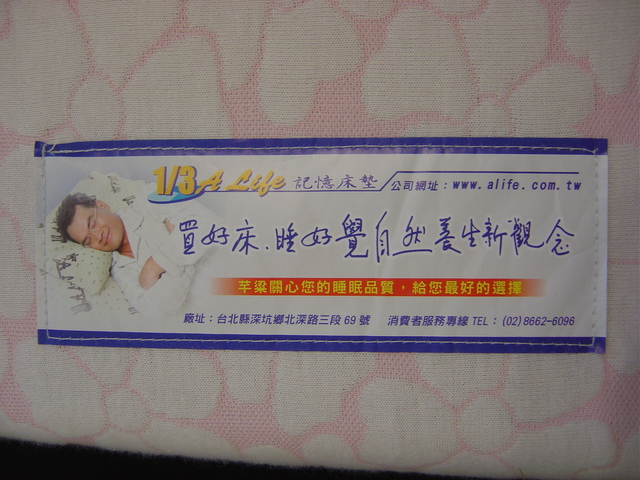 1/3 A Life 記憶床墊 公司網址：www.alife.com.tw
買好床．睡好覺自然養生新觀念
芊粱關心您的睡眠品質，給您最好的選擇
廠址：台北縣深坑鄉北深路三段 69 號 消費者服務專線 TEL：(02) 8662-6096